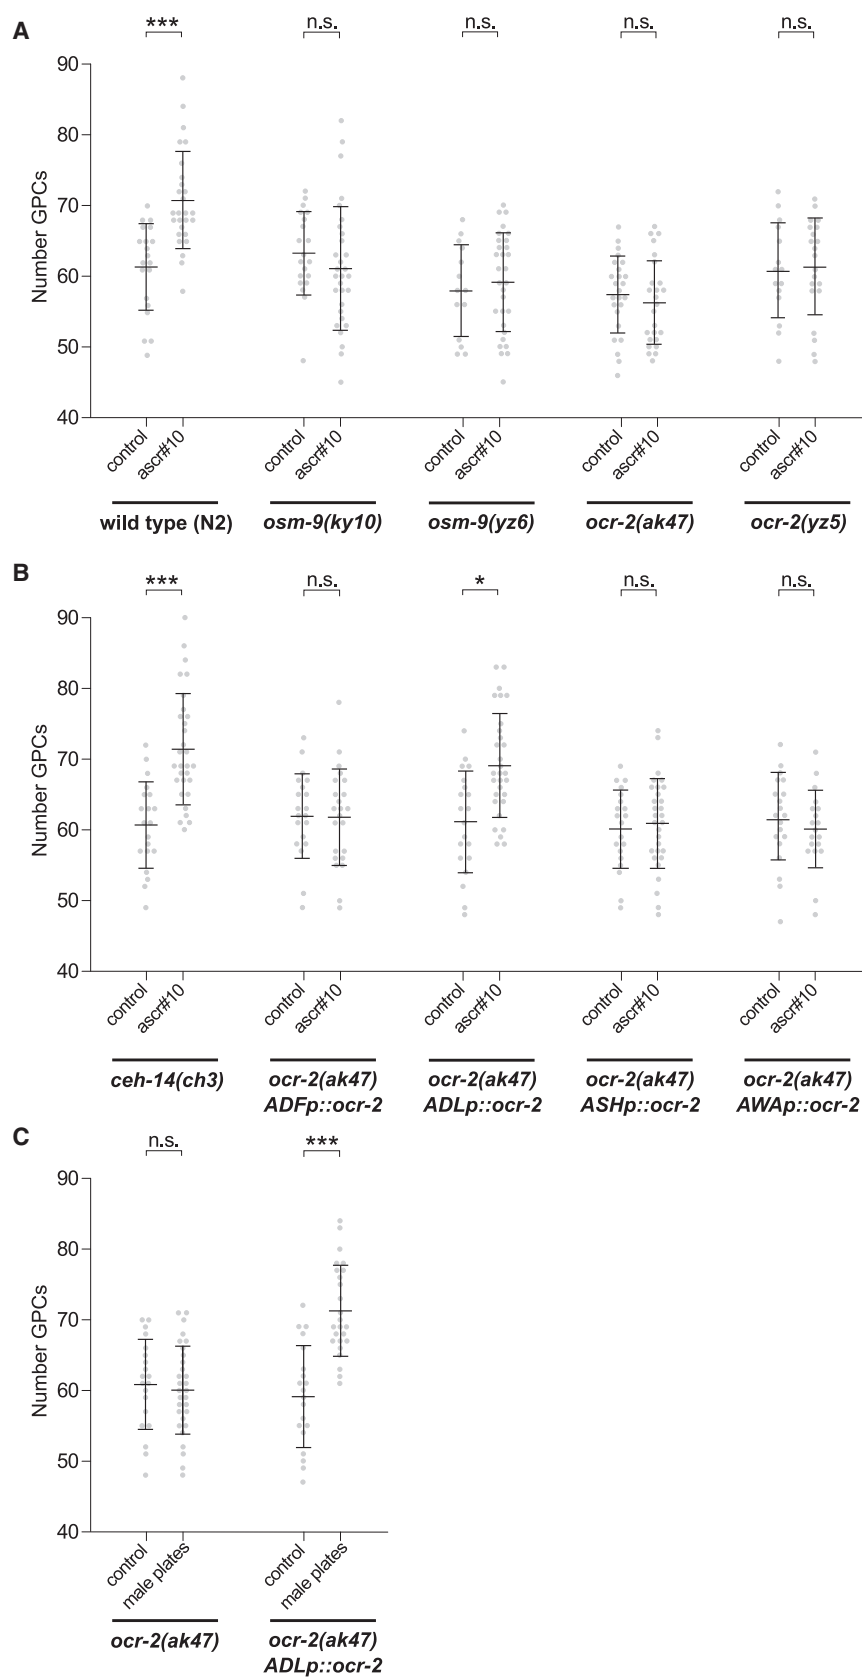 A
*** n.s. n.s. n.s. n.s.
90
80
70
60
50
40
Number GPCs
control ascr#10 control ascr#10 control ascr#10 control ascr#10 control ascr#10
wild type (N2) osm-9(ky10) osm-9(yz6) ocr-2(ak47) ocr-2(yz5)
B
*** n.s. * n.s. n.s.
90
80
70
60
50
40
Number GPCs
control ascr#10 control ascr#10 control ascr#10 control ascr#10 control ascr#10
ceh-14(ch3) ocr-2(ak47) ocr-2(ak47) ocr-2(ak47) ocr-2(ak47)
ADFp::ocr-2 ADLp::ocr-2 ASHp::ocr-2 AWAp::ocr-2
C
n.s. ***
90
80
70
60
50
40
Number GPCs
control male plates control male plates
ocr-2(ak47) ocr-2(ak47)
ADLp::ocr-2